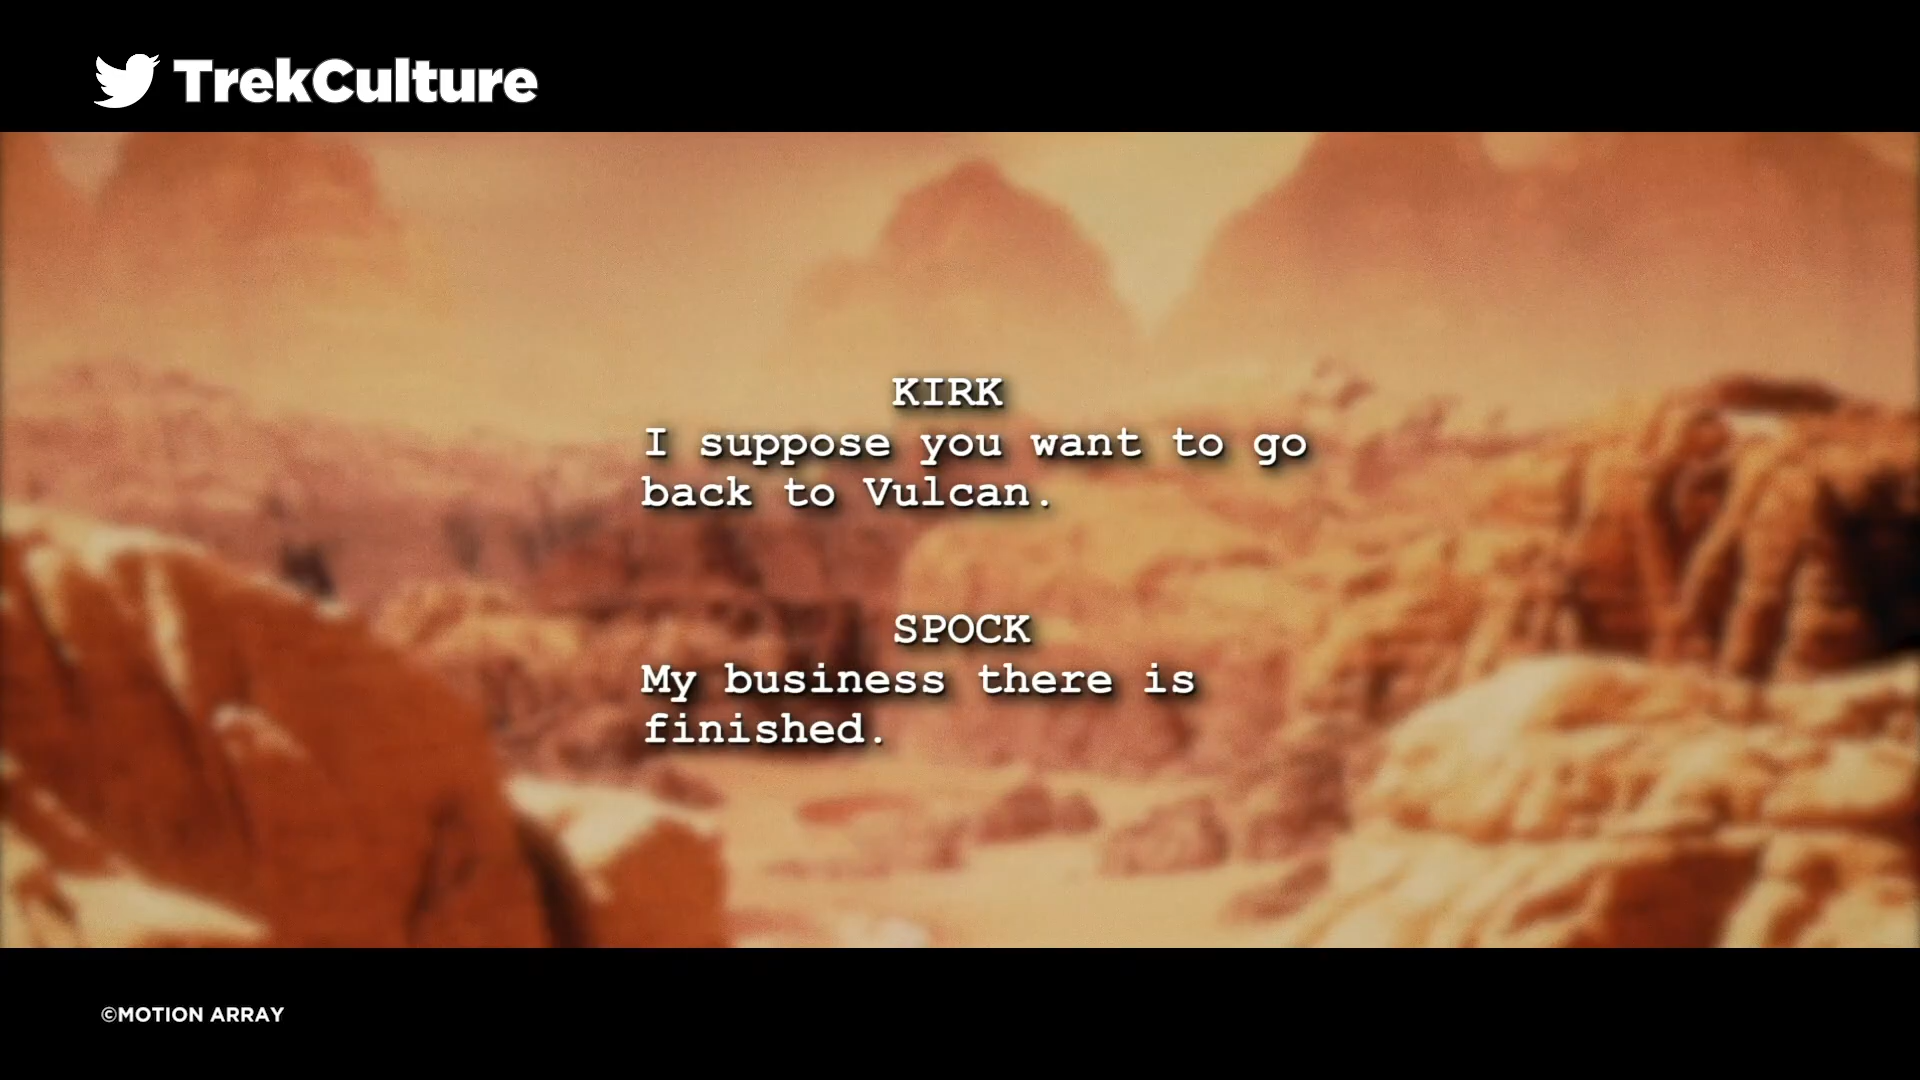 TrekCulture
KIRK
I suppose you want to go
back to Vulcan.
SPOCK
My business there is
finished.
©MOTION ARRAY